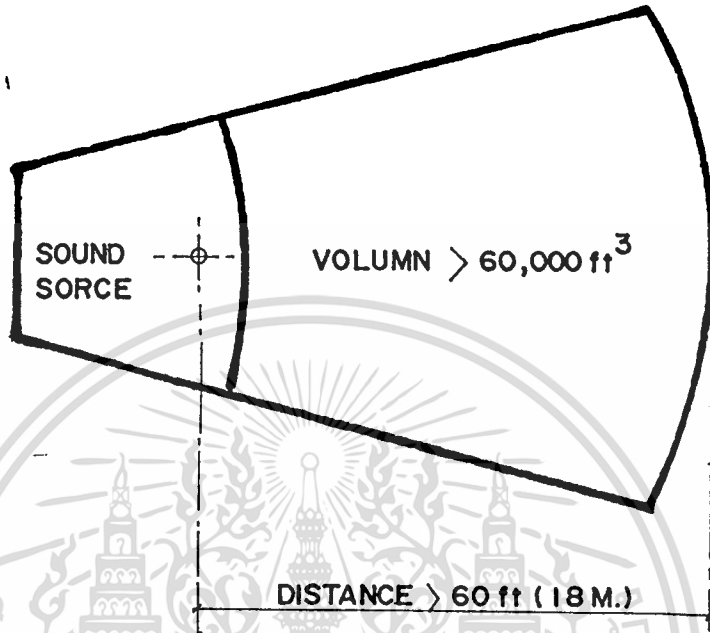 SOUND
SORCE
VOLUMN > 60,000 ft³
DISTANCE > 60 ft (18 M.)